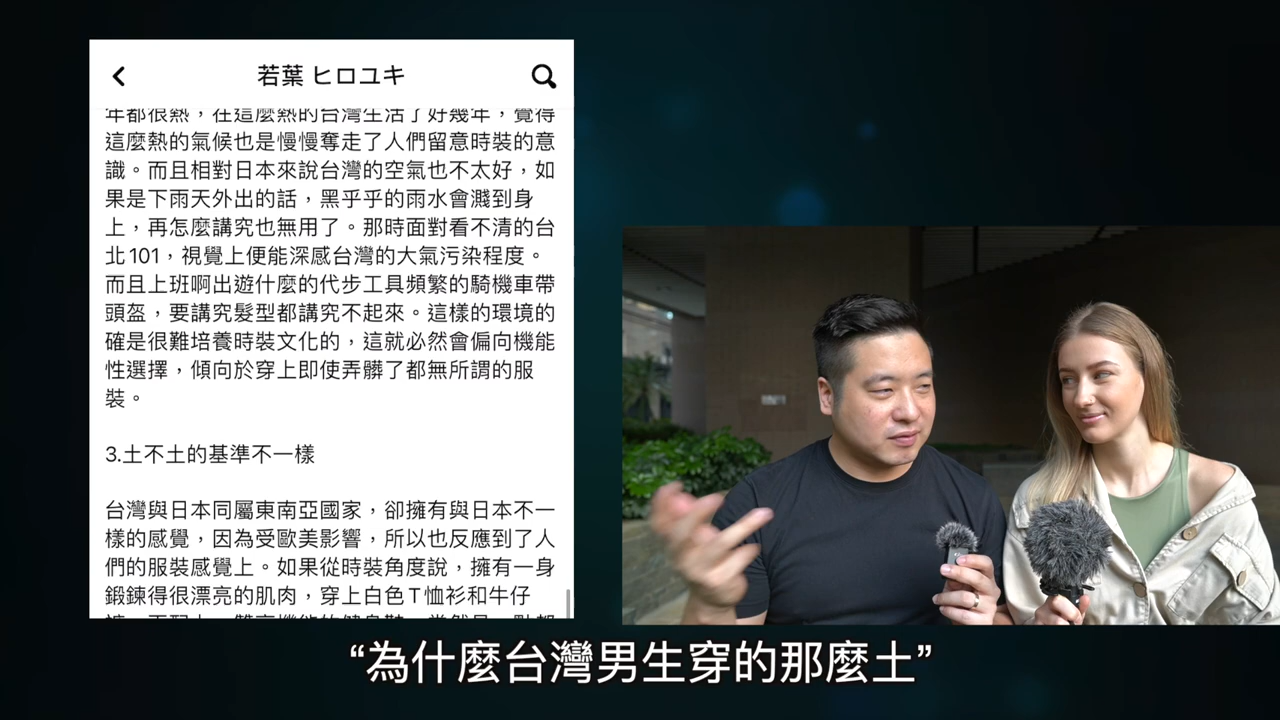 若葉 ヒロユキ
年都很熱，在這麼熱的台灣生活了好幾年，覺得
這麼熱的氣候也是慢慢奪走了人們留意時裝的意
識。而且相對日本來說台灣的空氣也不太好，如
果是下雨天外出的話，黑乎乎的雨水會濺到身
上，再怎麼講究也無用了。那時面對看不清的台
北101，視覺上便能深感台灣的大氣污染程度。
而且上班啊出遊什麼的代步工具頻繁的騎機車帶
頭盔，要講究髮型都講究不起來。這樣的環境的
確是很難培養時裝文化的，這就必然會偏向機能
性選擇，傾向於穿上即使弄髒了都無所謂的服
裝。
3.土不土的基準不一樣
台灣與日本同屬東南亞國家，卻擁有與日本不一
樣的感覺，因為受歐美影響，所以也反應到了人
們的服裝感覺上。如果從時裝角度說，擁有一身
鍛鍊得很漂亮的肌肉，穿上白色T恤衫和牛仔
“為什麼台灣男生穿的那麼土”